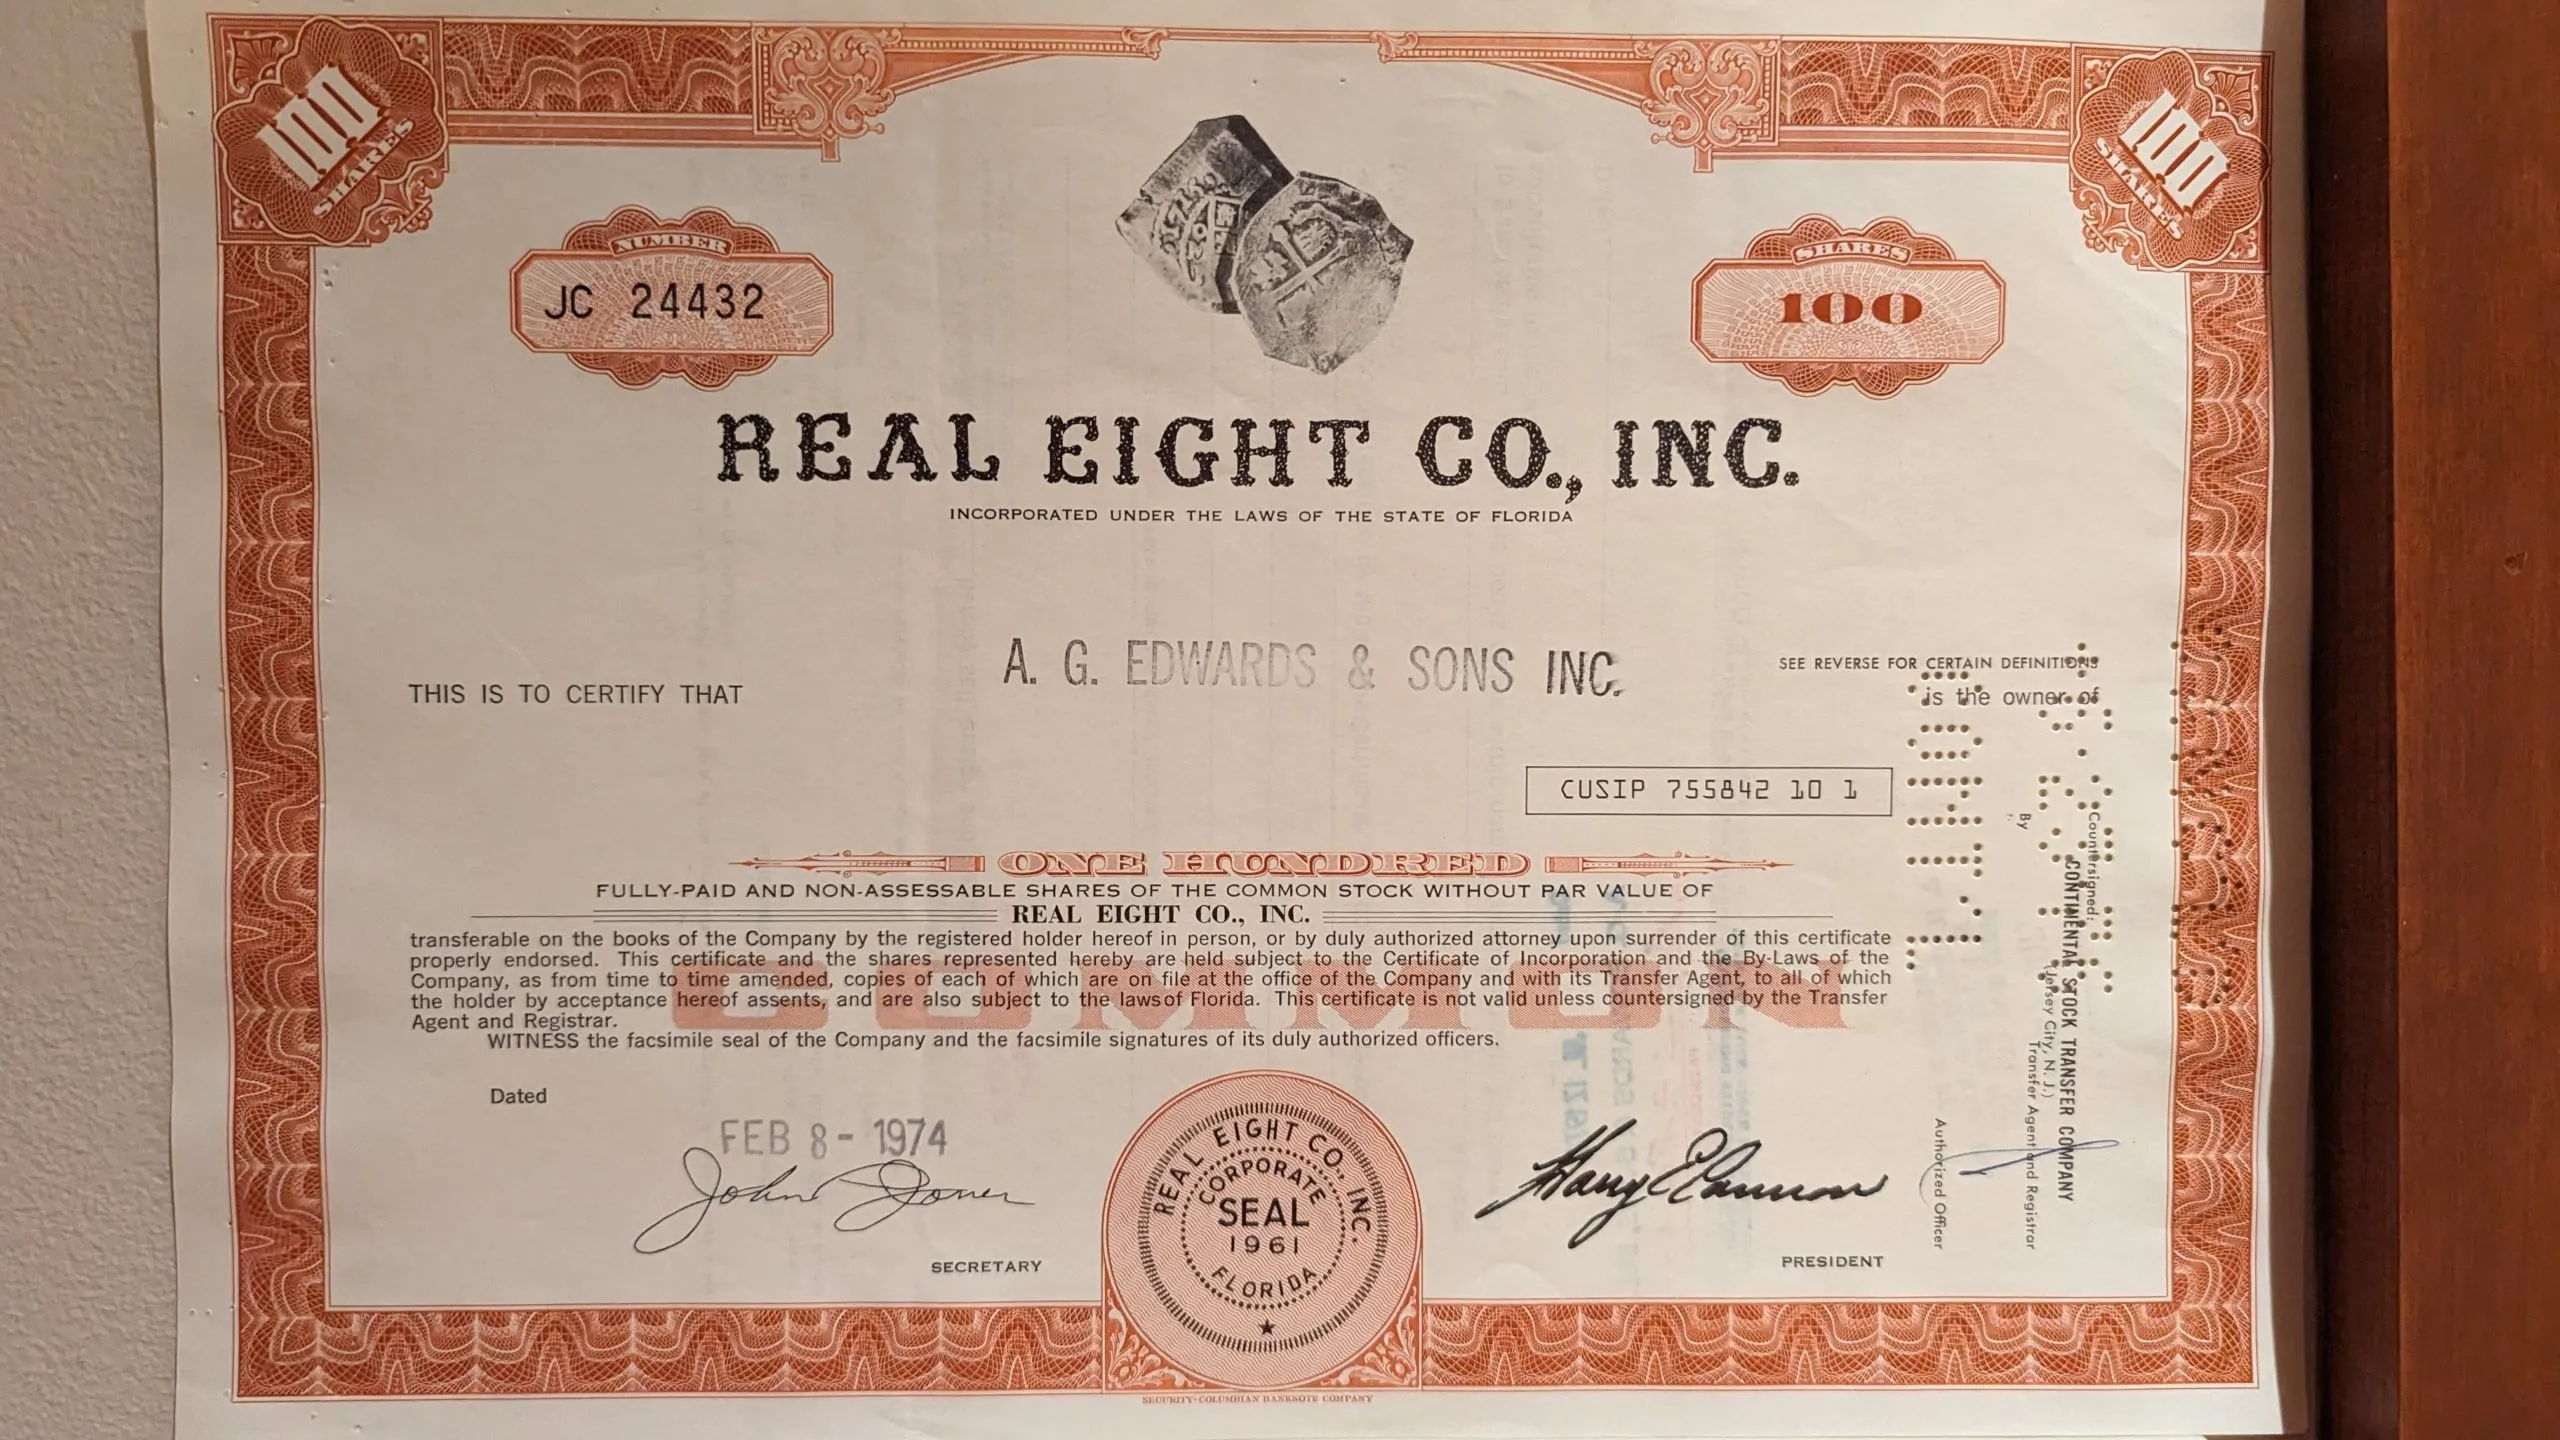 100 SHARES
100 SHARES
NUMBER
JC 24432
SHARES
100
REAL EIGHT CO., INC.
INCORPORATED UNDER THE LAWS OF THE STATE OF FLORIDA
THIS IS TO CERTIFY THAT
A. G. EDWARDS & SONS INC.
SEE REVERSE FOR CERTAIN DEFINITIONS
is the owner of
CUSIP 755842 10 1
ONE HUNDRED
FULLY-PAID AND NON-ASSESSABLE SHARES OF THE COMMON STOCK WITHOUT PAR VALUE OF
REAL EIGHT CO., INC.
transferable on the books of the Company by the registered holder hereof in person, or by duly authorized attorney upon surrender of this certificate
properly endorsed. This certificate and the shares represented hereby are held subject to the Certificate of Incorporation and the By-Laws of the
Company, as from time to time amended, copies of each of which are on file at the office of the Company and with its Transfer Agent, to all of which
the holder by acceptance hereof assents, and are also subject to the laws of Florida. This certificate is not valid unless countersigned by the Transfer
Agent and Registrar.
COMMON
WITNESS the facsimile seal of the Company and the facsimile signatures of its duly authorized officers.
Dated
FEB 8 - 1974
SECRETARY
REAL EIGHT CO., INC.
CORPORATE
SEAL
1961
FLORIDA
Harry E Cannon
PRESIDENT
Countersigned:
CONTINENTAL STOCK TRANSFER COMPANY
(Jersey City, N. J.)
Transfer Agent and Registrar
By
Authorized Officer
SECURITY-COLUMBIAN BANKNOTE COMPANY